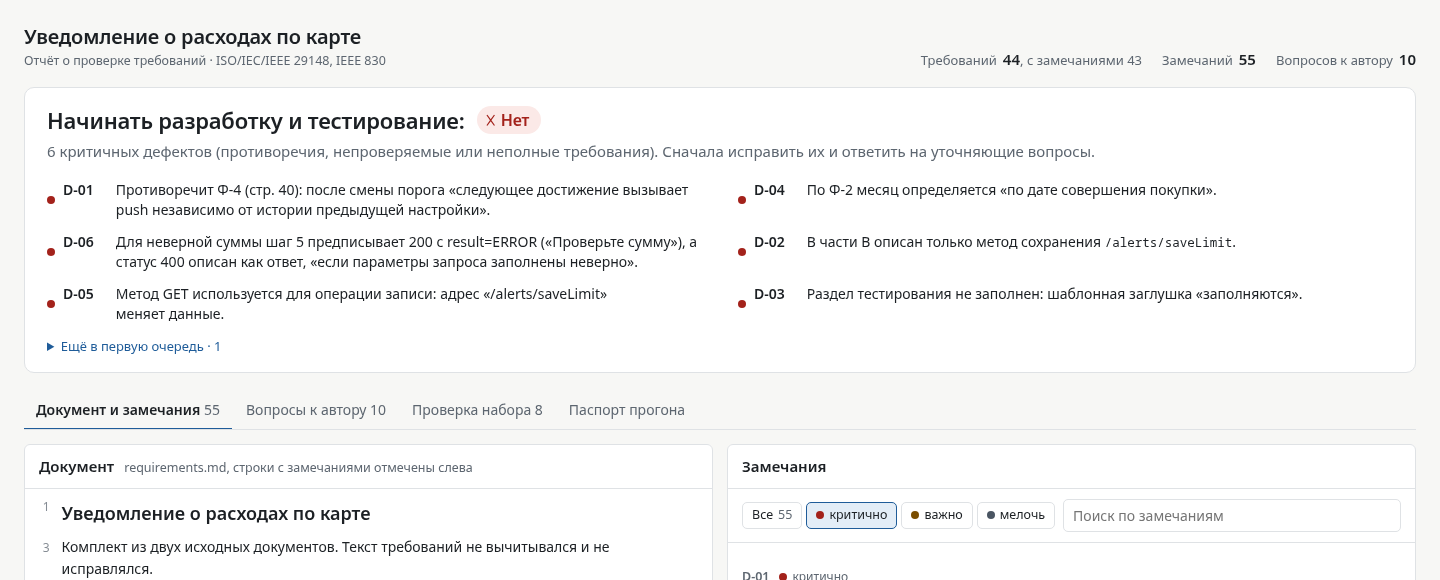 Уведомление о расходах по карте
Отчёт о проверке требований · ISO/IEC/IEEE 29148, IEEE 830
Требований 44, с замечаниями 43 Замечаний 55 Вопросов к автору 10
Начинать разработку и тестирование: X Нет
6 критичных дефектов (противоречия, непроверяемые или неполные требования). Сначала исправить их и ответить на уточняющие вопросы.
D-01 Противоречит Ф-4 (стр. 40): после смены порога «следующее достижение вызывает
push независимо от истории предыдущей настройки».
D-04 По Ф-2 месяц определяется «по дате совершения покупки».
D-06 Для неверной суммы шаг 5 предписывает 200 с result=ERROR («Проверьте сумму»), а
статус 400 описан как ответ, «если параметры запроса заполнены неверно».
D-02 В части B описан только метод сохранения /alerts/saveLimit.
D-05 Метод GET используется для операции записи: адрес «/alerts/saveLimit»
меняет данные.
D-03 Раздел тестирования не заполнен: шаблонная заглушка «заполняются».
Ещё в первую очередь · 1
Документ и замечания 55 Вопросы к автору 10 Проверка набора 8 Паспорт прогона
Документ requirements.md, строки с замечаниями отмечены слева
1 Уведомление о расходах по карте
3 Комплект из двух исходных документов. Текст требований не вычитывался и не
исправлялся.
Замечания
Все 55 критично важно мелочь Поиск по замечаниям
D-01 критично